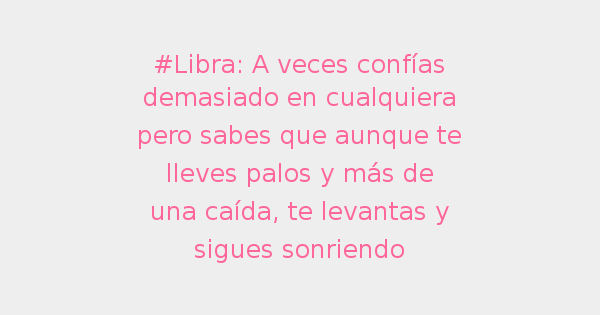 #Libra: A veces confías
demasiado en cualquiera
pero sabes que aunque te
lleves palos y más de
una caída, te levantas y
sigues sonriendo